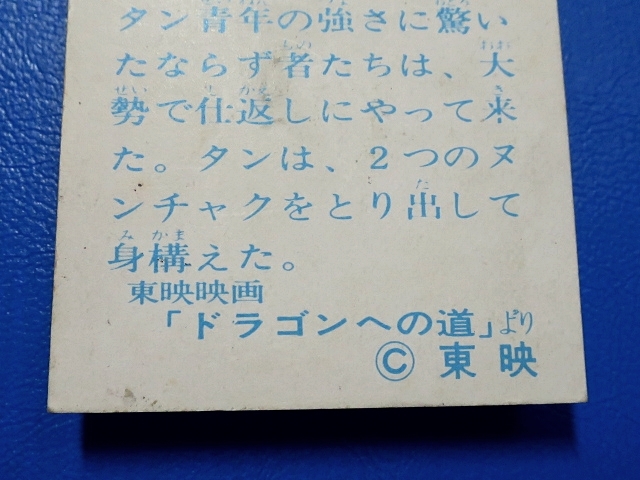 タン青年の強さに驚い
たならず者たちは、大
勢で仕返しにやって来
た。タンは、2つのヌ
ンチャクをとり出して
身構えた。
東映映画
「ドラゴンへの道」より
© 東映